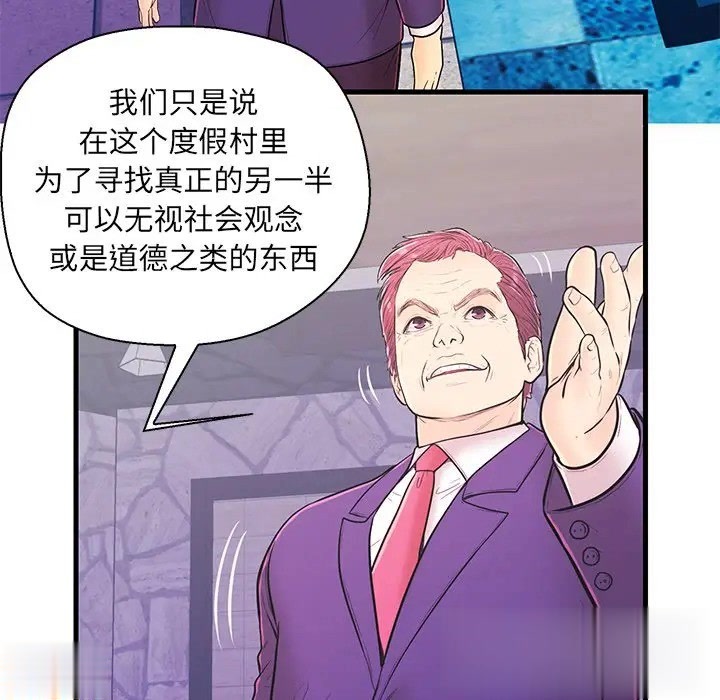 我们只是说
在这个度假村里
为了寻找真正的另一半
可以无视社会观念
或是道德之类的东西